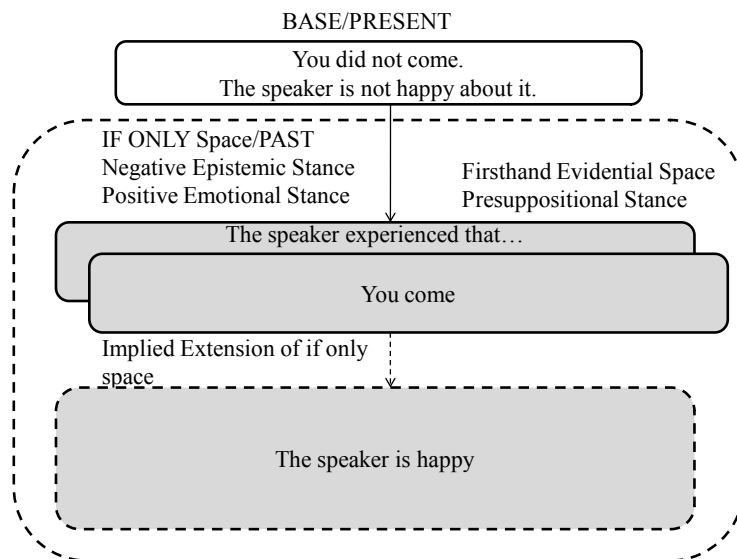 BASE/PRESENT
You did not come.
The speaker is not happy about it.
IF ONLY Space/PAST
Negative Epistemic Stance
Positive Emotional Stance
Firsthand Evidential Space
Presuppositional Stance
The speaker experienced that…
You come
Implied Extension of if only
space
The speaker is happy